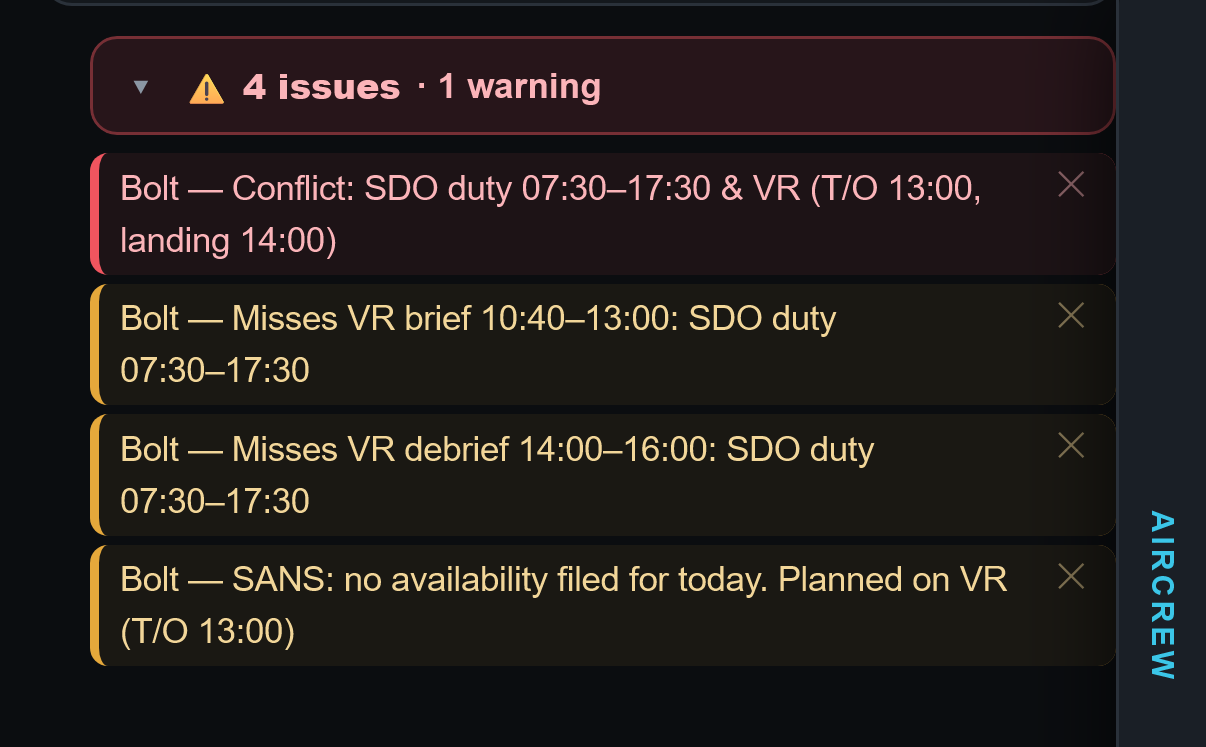 ▼ ⚠️ 4 issues · 1 warning
Bolt — Conflict: SDO duty 07:30–17:30 & VR (T/O 13:00,
landing 14:00)
Bolt — Misses VR brief 10:40–13:00: SDO duty
07:30–17:30
Bolt — Misses VR debrief 14:00–16:00: SDO duty
07:30–17:30
Bolt — SANS: no availability filed for today. Planned on VR
(T/O 13:00)
AIRCREW